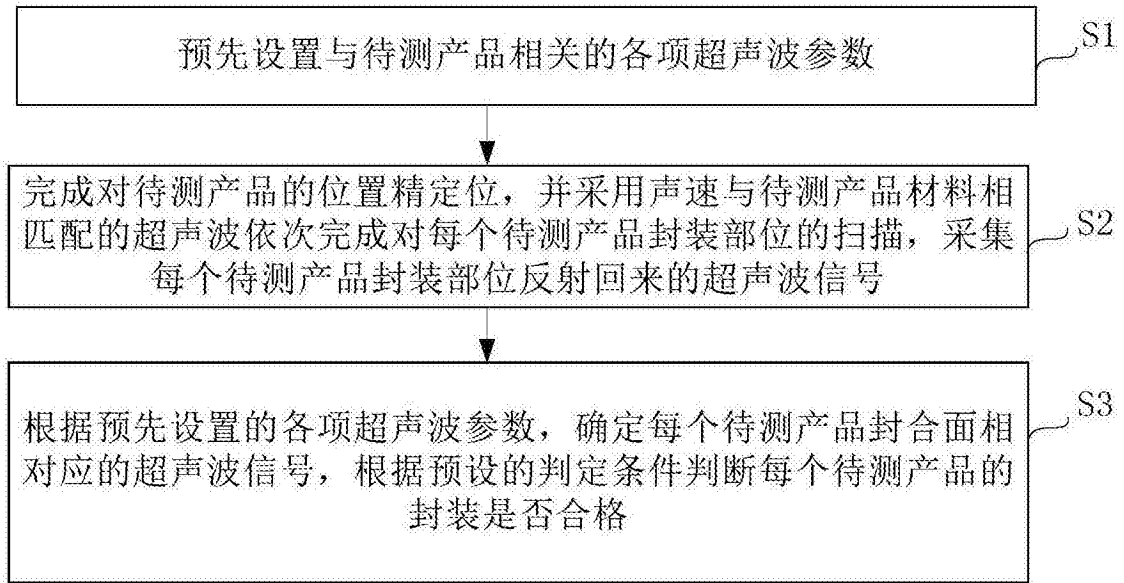 预先设置与待测产品相关的各项超声波参数
S1
完成对待测产品的位置精定位，并采用声速与待测产品材料相
匹配的超声波依次完成对每个待测产品封装部位的扫描，采集
每个待测产品封装部位反射回来的超声波信号
S2
根据预先设置的各项超声波参数，确定每个待测产品封合面相
对应的超声波信号，根据预设的判定条件判断每个待测产品的
封装是否合格
S3